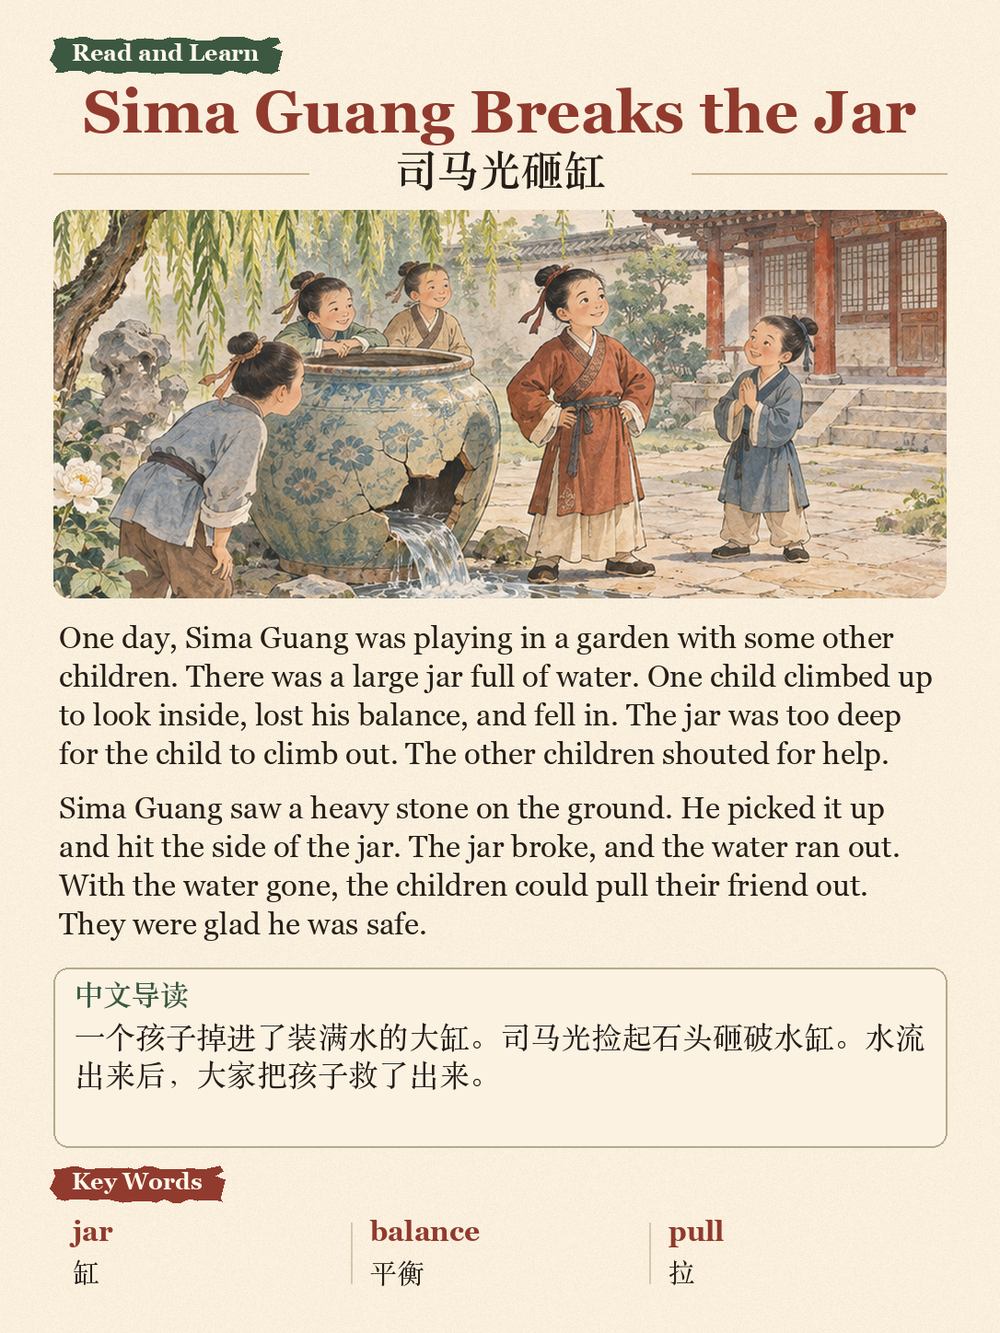 Read and Learn
Sima Guang Breaks the Jar
司马光砸缸
One day, Sima Guang was playing in a garden with some other
children. There was a large jar full of water. One child climbed up
to look inside, lost his balance, and fell in. The jar was too deep
for the child to climb out. The other children shouted for help.
Sima Guang saw a heavy stone on the ground. He picked it up
and hit the side of the jar. The jar broke, and the water ran out.
With the water gone, the children could pull their friend out.
They were glad he was safe.
中文导读
一个孩子掉进了装满水的大缸。司马光捡起石头砸破水缸。水流
出来后，大家把孩子救了出来。
Key Words
jar
缸
balance
平衡
pull
拉